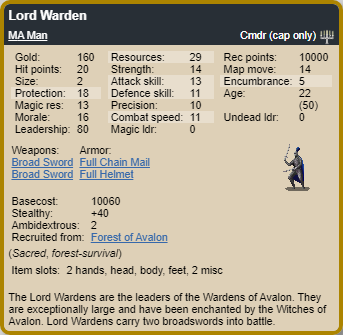 Lord Warden
MA Man Cmdr (cap only)
Gold: 160 Resources: 29 Rec points: 10000
Hit points: 20 Strength: 14 Map move: 14
Size: 2 Attack skill: 13 Encumbrance: 5
Protection: 18 Defence skill: 11 Age: 22
Magic res: 13 Precision: 10 (50)
Morale: 16 Combat speed: 11 Undead ldr: 0
Leadership: 80 Magic ldr: 0
Weapons: Armor:
Broad Sword Full Chain Mail
Broad Sword Full Helmet
Basecost: 10060
Stealthy: +40
Ambidextrous: 2
Recruited from: Forest of Avalon
(Sacred, forest-survival)
Item slots: 2 hands, head, body, feet, 2 misc
The Lord Wardens are the leaders of the Wardens of Avalon. They
are exceptionally large and have been enchanted by the Witches of
Avalon. Lord Wardens carry two broadswords into battle.